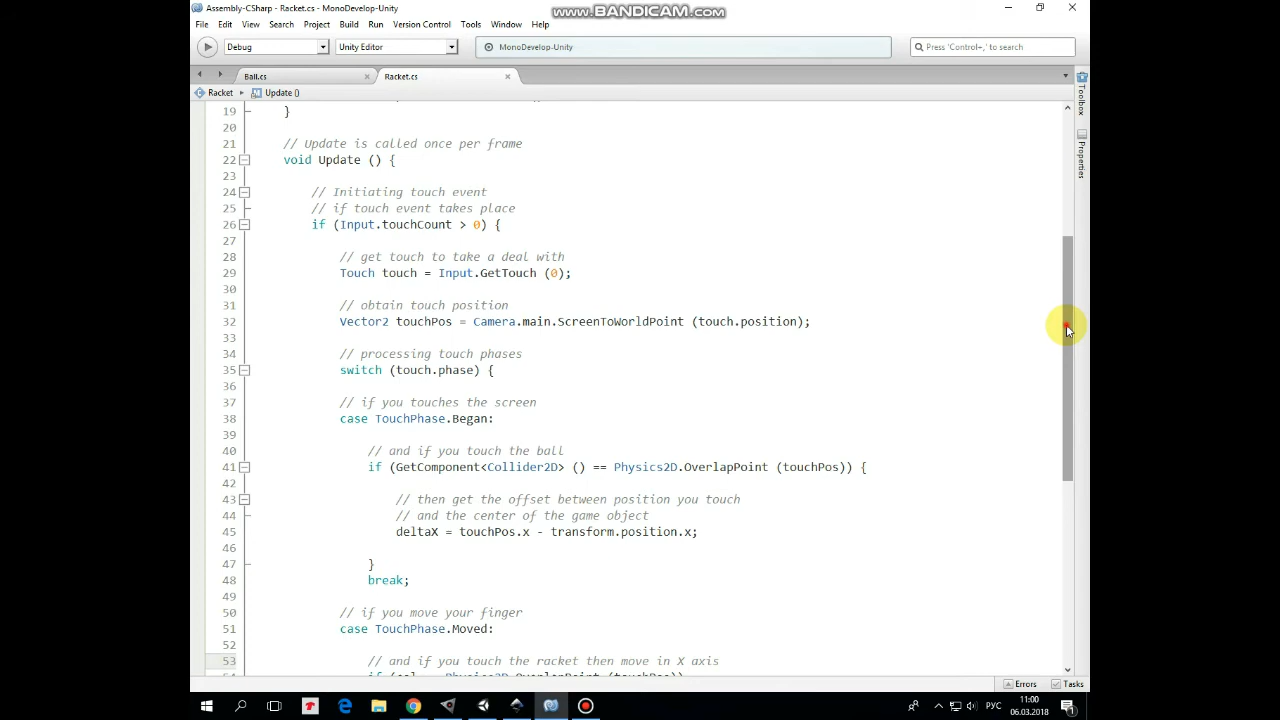 Assembly-CSharp - Racket.cs - MonoDevelop-Unity
www.BANDICAM.com
File Edit View Search Project Build Run Version Control Tools Window Help
Debug Unity Editor MonoDevelop-Unity Press 'Control+,' to search
Ball.cs Racket.cs
Racket Update ()
Toolbox
Properties
19 }
20
21 // Update is called once per frame
22 void Update () {
23
24 // Initiating touch event
25 // if touch event takes place
26 if (Input.touchCount > 0) {
27
28 // get touch to take a deal with
29 Touch touch = Input.GetTouch (0);
30
31 // obtain touch position
32 Vector2 touchPos = Camera.main.ScreenToWorldPoint (touch.position);
33
34 // processing touch phases
35 switch (touch.phase) {
36
37 // if you touches the screen
38 case TouchPhase.Began:
39
40 // and if you touch the ball
41 if (GetComponent<Collider2D> () == Physics2D.OverlapPoint (touchPos)) {
42
43 // then get the offset between position you touch
44 // and the center of the game object
45 deltaX = touchPos.x - transform.position.x;
46
47 }
48 break;
49
50 // if you move your finger
51 case TouchPhase.Moved:
52
53 // and if you touch the racket then move in X axis
Errors Tasks
РУС
11:00
06.03.2018
1